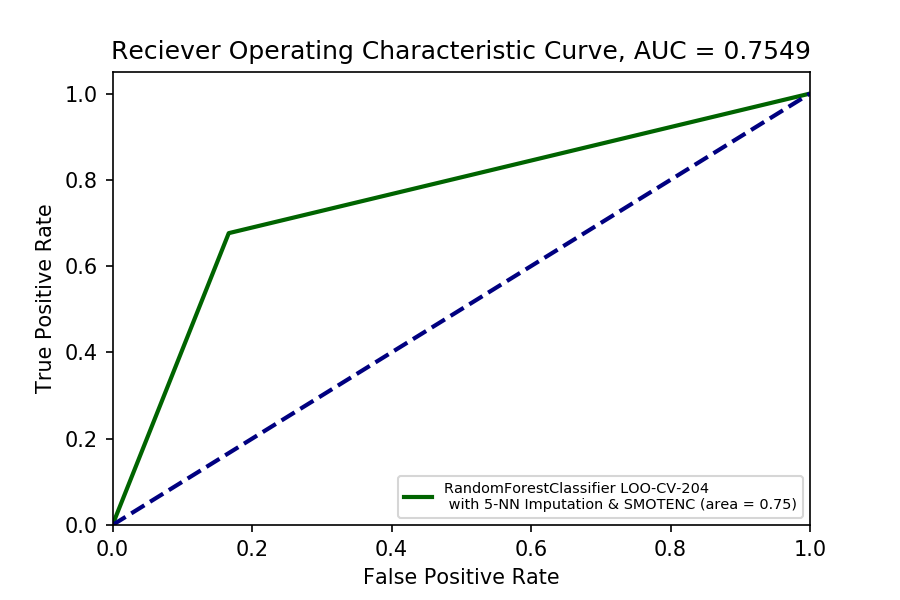 Reciever Operating Characteristic Curve, AUC = 0.7549
1.0
0.8
0.6
0.4
0.2
0.0
True Positive Rate
RandomForestClassifier LOO-CV-204
with 5-NN Imputation & SMOTENC (area = 0.75)
0.0 0.2 0.4 0.6 0.8 1.0
False Positive Rate